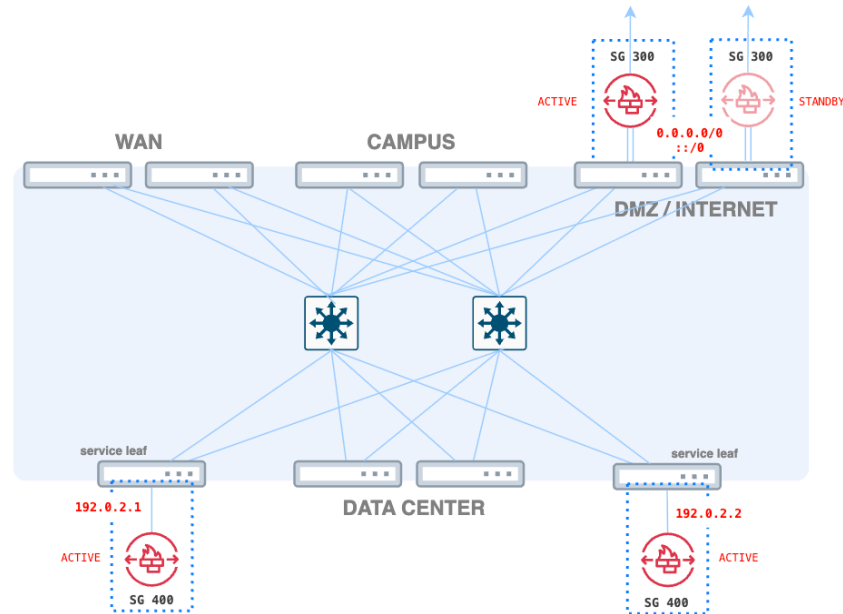 SG 300
SG 300
ACTIVE
STANDBY
0.0.0.0/0
::/0
WAN
CAMPUS
DMZ / INTERNET
service leaf
service leaf
192.0.2.1
DATA CENTER
192.0.2.2
ACTIVE
ACTIVE
SG 400
SG 400